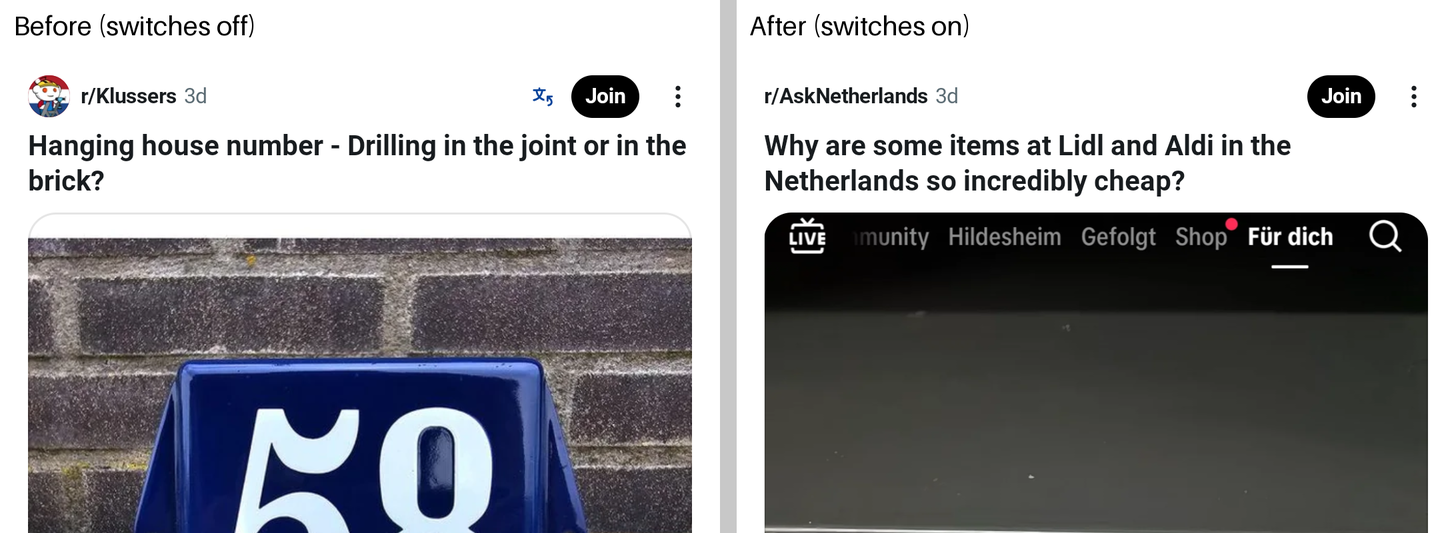 Before (switches off)
r/Klussers 3d
Join
Hanging house number - Drilling in the joint or in the
brick?
58
After (switches on)
r/AskNetherlands 3d
Join
Why are some items at Lidl and Aldi in the
Netherlands so incredibly cheap?
LIVE
mmunity Hildesheim Gefolgt Shop Für dich